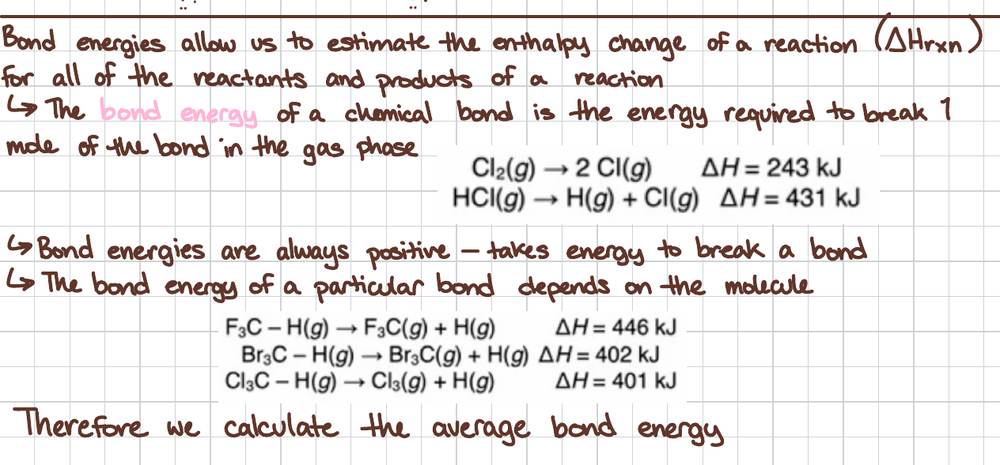 Bond energies allow us to estimate the enthalpy change of a reaction (ΔHrxn)
for all of the reactants and products of a reaction
↳ The bond energy of a chemical bond is the energy required to break 1
mole of the bond in the gas phase
Cl₂(g) → 2 Cl(g) ΔH = 243 kJ
HCl(g) → H(g) + Cl(g) ΔH = 431 kJ
↳ Bond energies are always positive – takes energy to break a bond
↳ The bond energy of a particular bond depends on the molecule
F₃C – H(g) → F₃C(g) + H(g) ΔH = 446 kJ
Br₃C – H(g) → Br₃C(g) + H(g) ΔH = 402 kJ
Cl₃C – H(g) → Cl₃(g) + H(g) ΔH = 401 kJ
Therefore we calculate the average bond energy